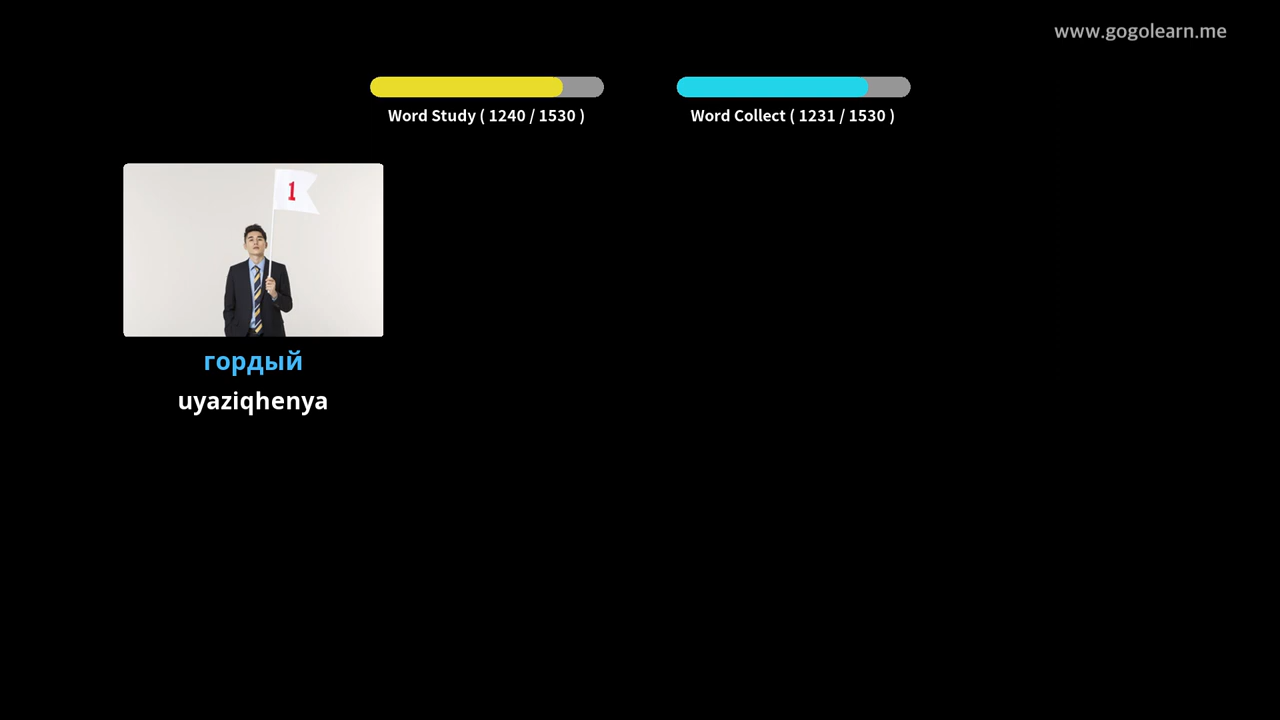 www.gogolearn.me
Word Study ( 1240 / 1530 )
Word Collect ( 1231 / 1530 )
1
гордый
uyaziqhenya